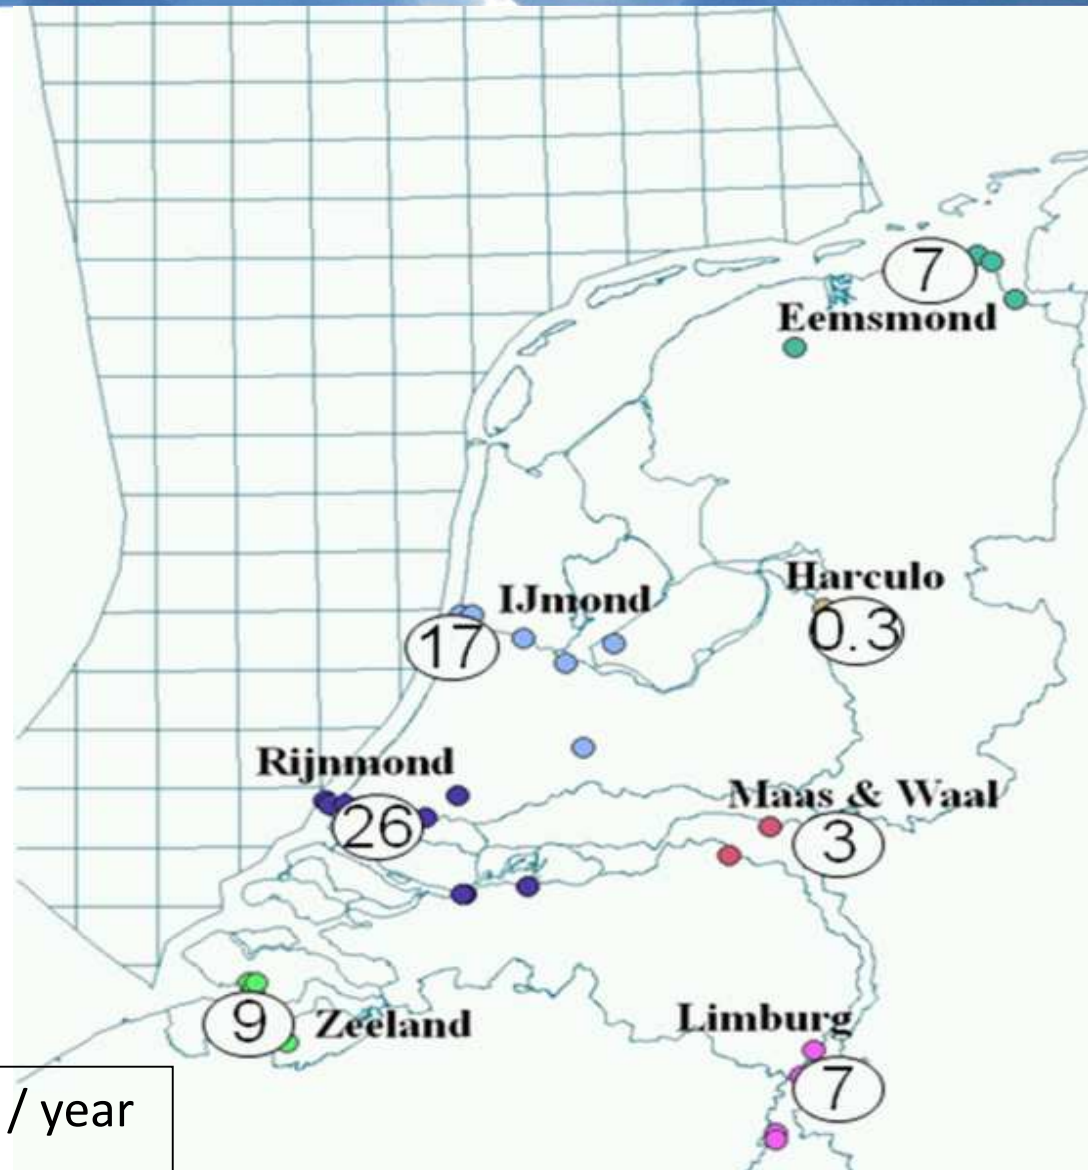 7
Eemsmond
Harculo
0.3
IJmond
17
Rijnmond
26
Maas & Waal
3
9
Zeeland
Limburg
7
/ year